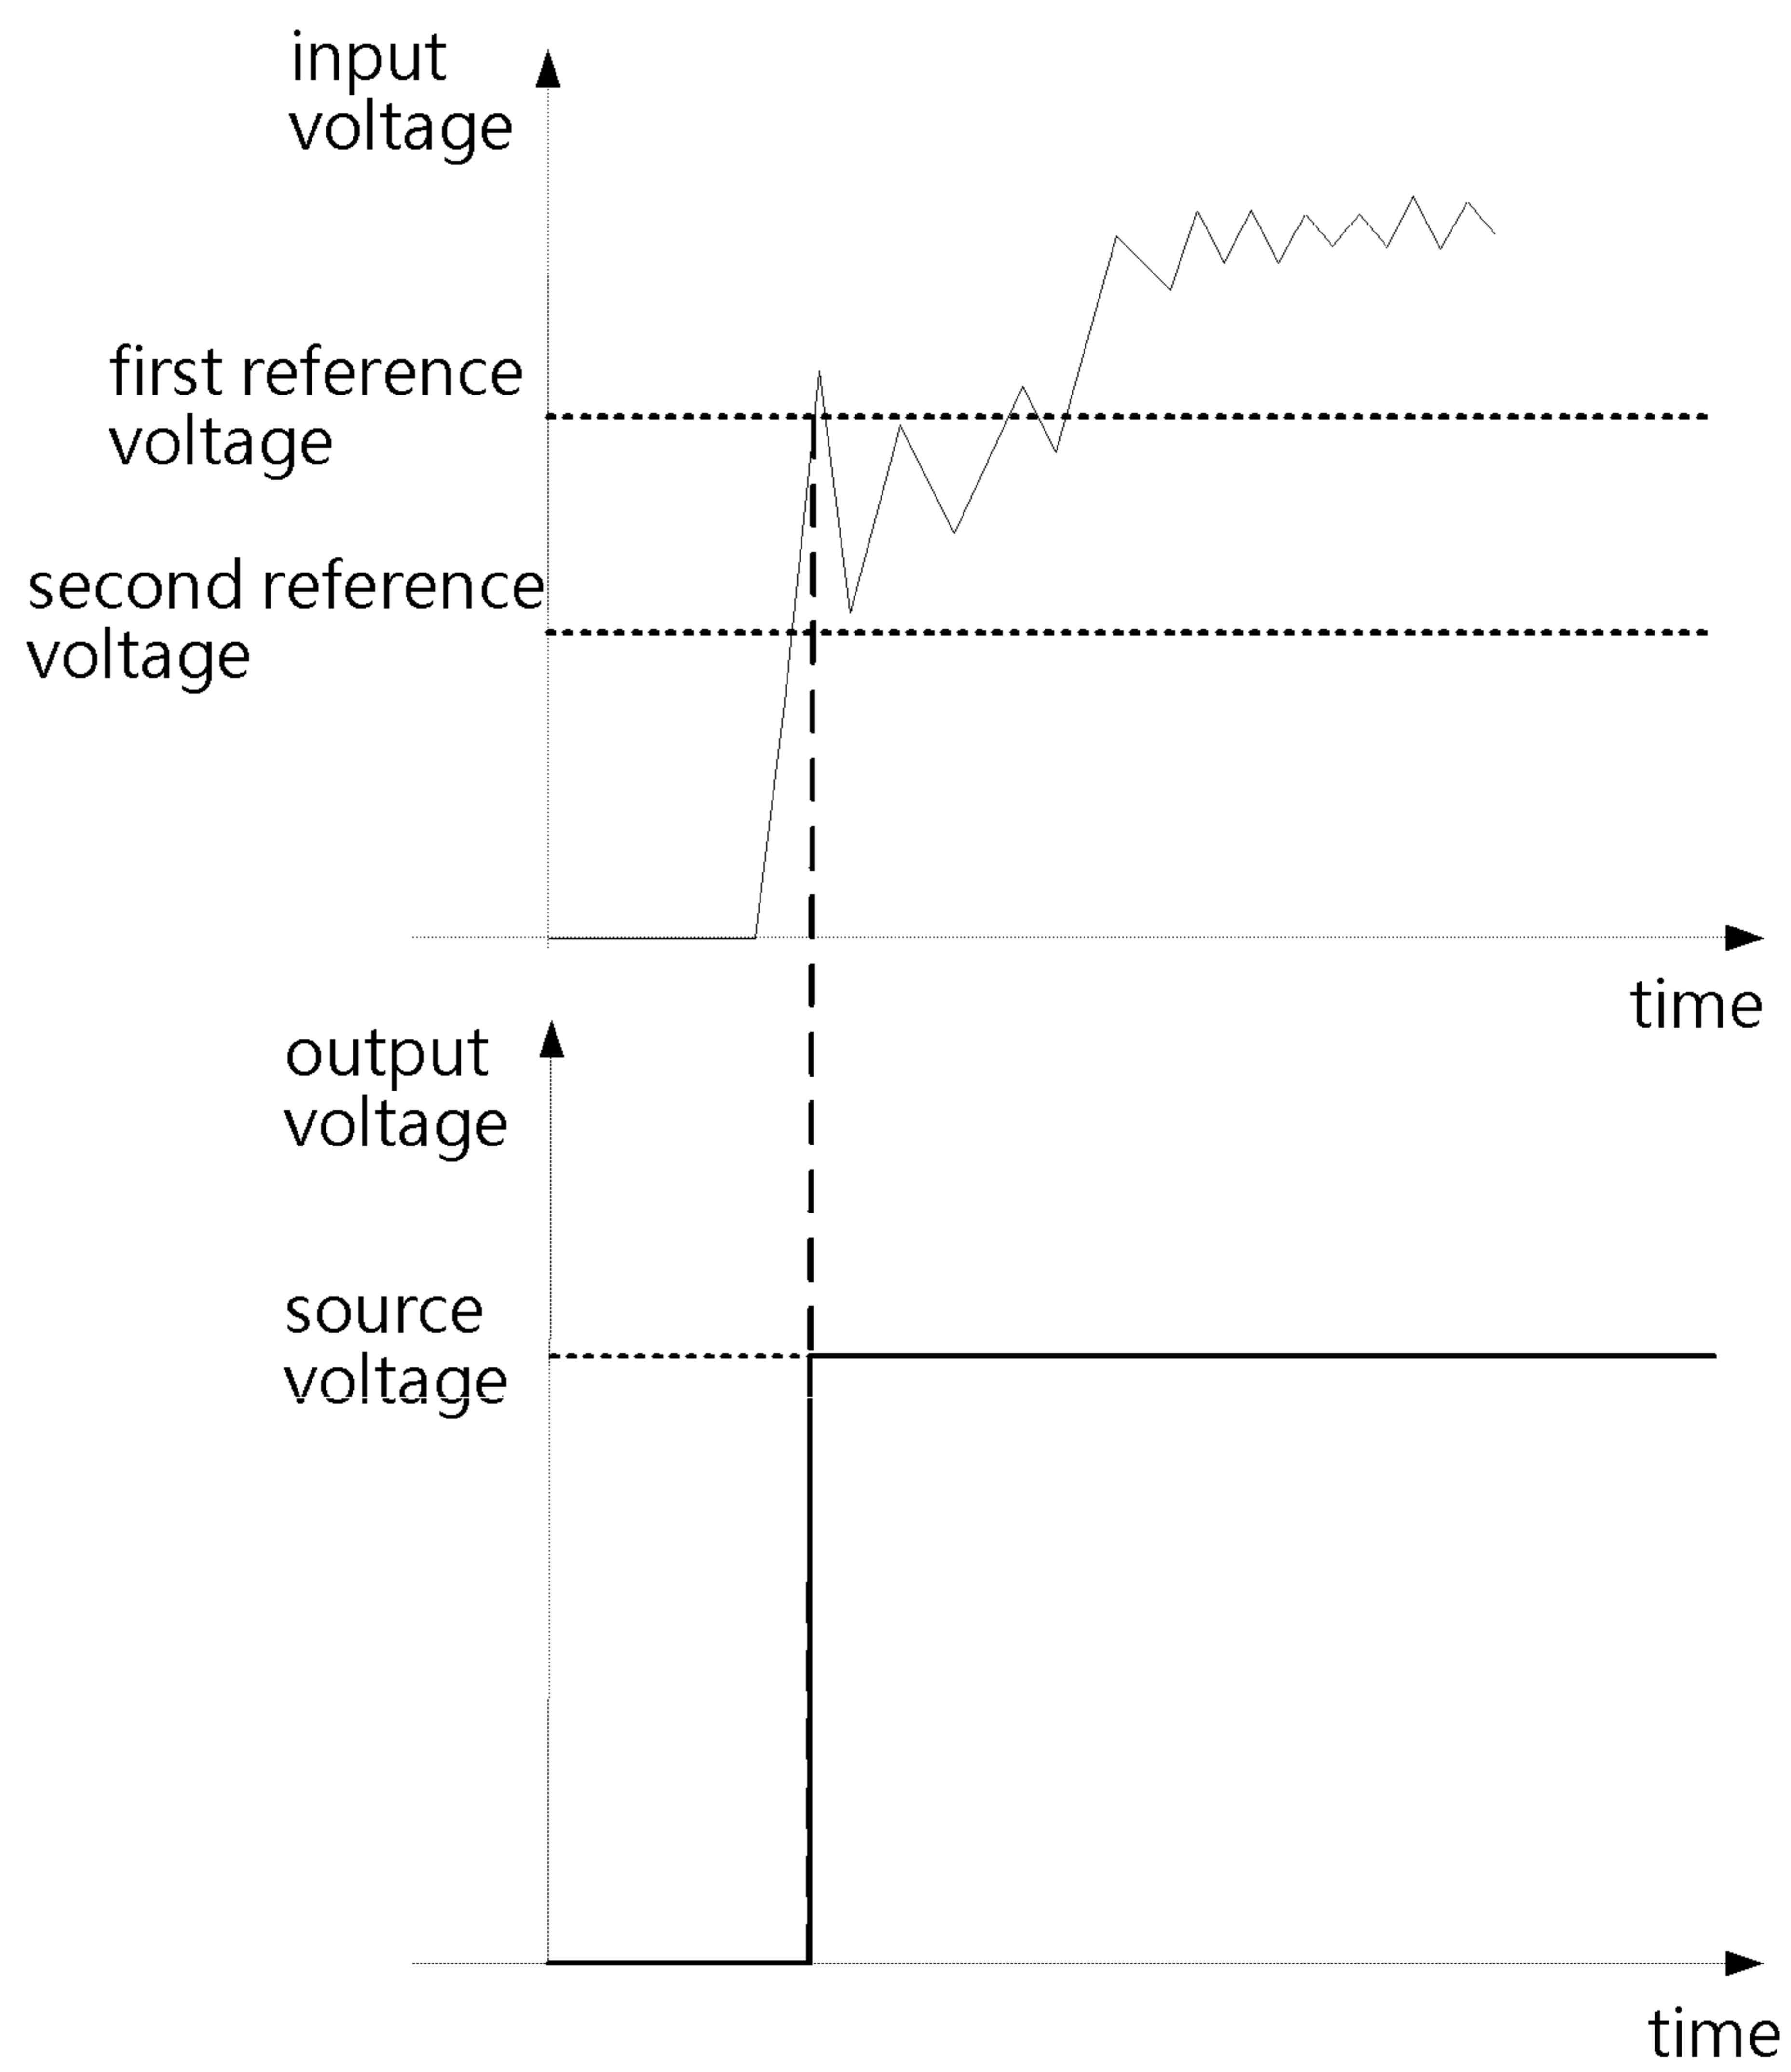 input
voltage
first reference
voltage
second reference
voltage
time
output
voltage
source
voltage
time